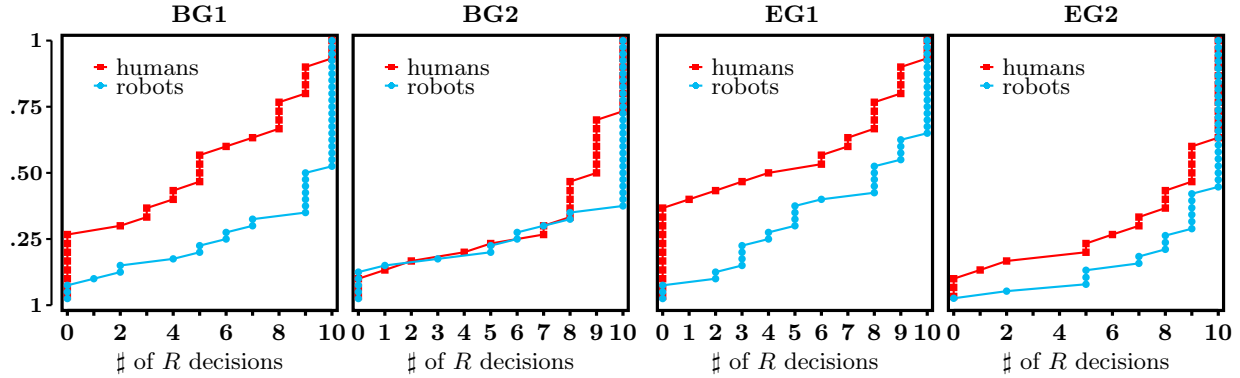 BG1 BG2 EG1 EG2
1
.75
.50
.25
1
humans
robots
humans
robots
humans
robots
humans
robots
0 2 4 6 8 9 10
0 1 2 3 4 5 6 7 8 9 10
0 1 2 3 4 5 6 7 8 9 10
0 2 4 5 6 7 8 9 10
♯ of R decisions
♯ of R decisions
♯ of R decisions
♯ of R decisions